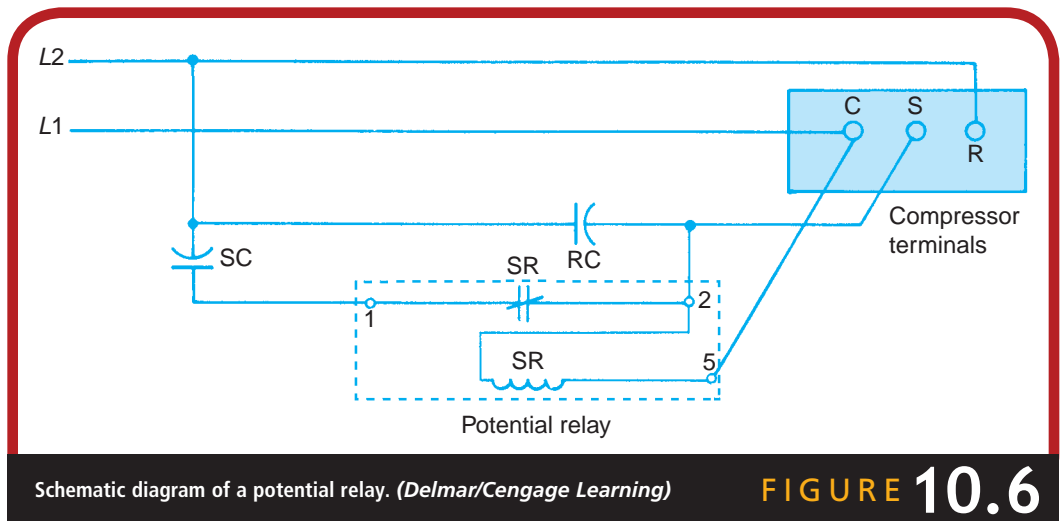 L2
L1
C S
R
SC
RC
Compressor
terminals
SR
1
2
SR
5
Potential relay
Schematic diagram of a potential relay. (Delmar/Cengage Learning)
FIGURE 10.6